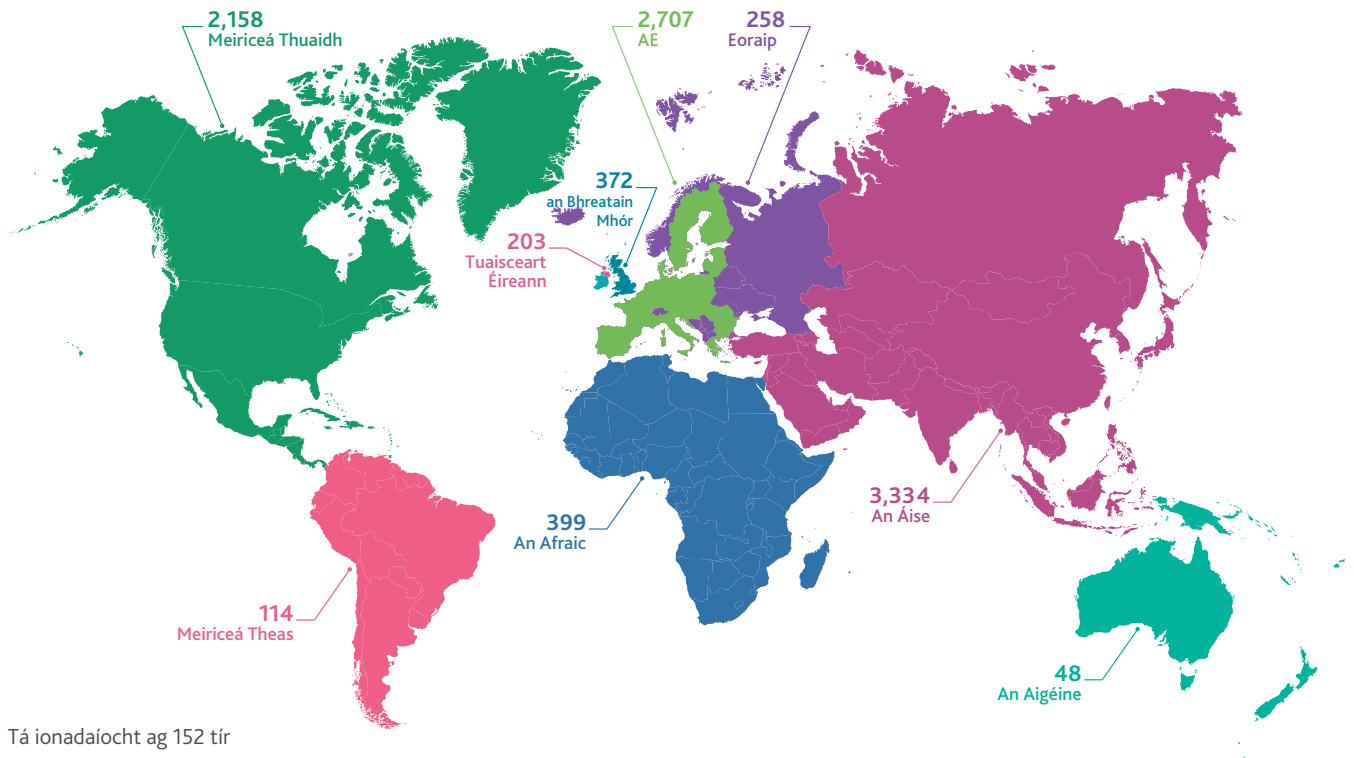 2,158
Meiriceá Thuaidh
2,707
AE
258
Eoraip
372
an Bhreatain
Mhór
203
Tuaisceart
Éireann
3,334
An Áise
399
An Afraic
114
Meiriceá Theas
48
An Aigéine
Tá ionadaíocht ag 152 tír